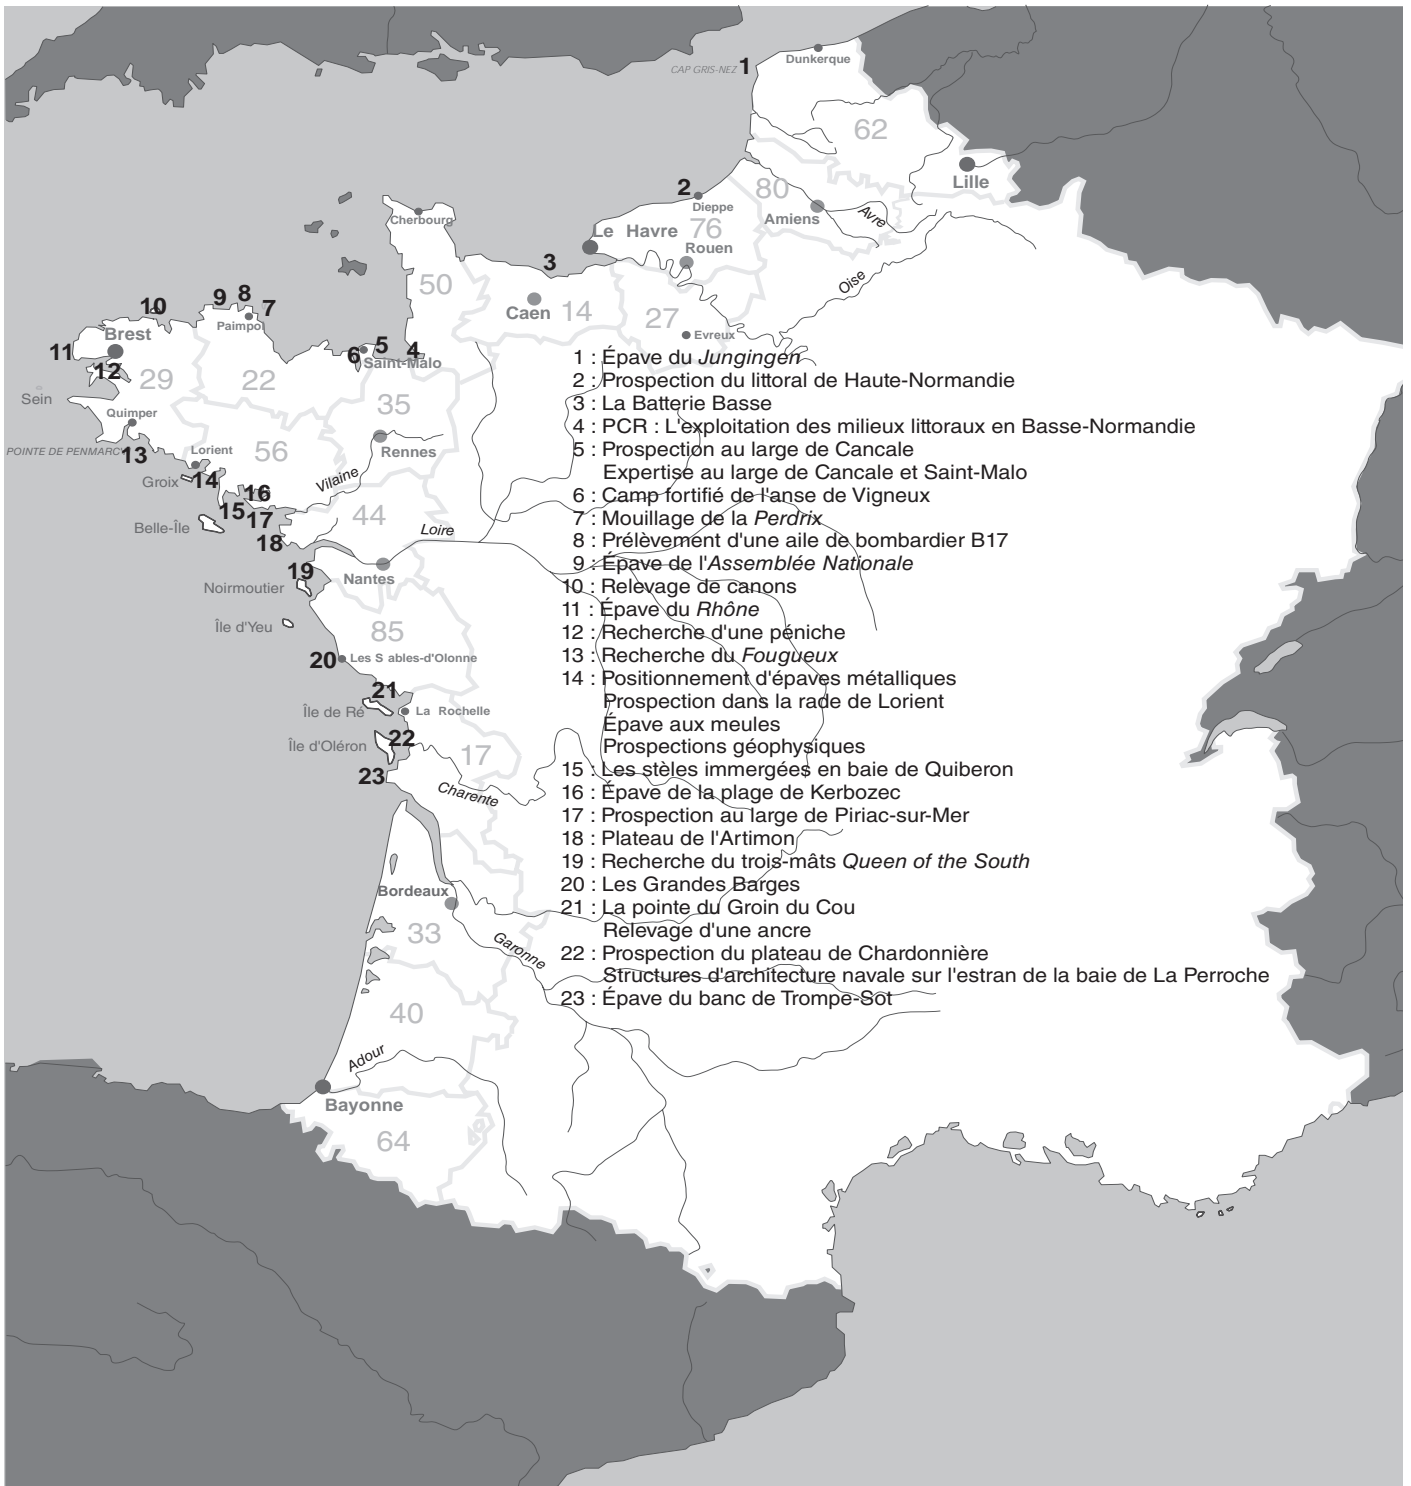 Dunkerque
CAP GRIS-NEZ 1
62
Lille
2
Dieppe
80
Amiens
Avre
Cherbourg
Le Havre 76
Rouen
3
50
Oise
Caen 14
27
Evreux
10
9 8 7
Paimpol
Brest
11
12
29
22
6 5 4
Saint-Malo
35
Sein
Quimper
POINTE DE PENMARC'H
13
Lorient
56
Rennes
Groix 14
Vilaine
16
15
17
Belle-Île
44
Loire
18
19
Nantes
Noirmoutier
Île d'Yeu
85
20 Les S ables-d'Olonne
21
Île de Ré
La Rochelle
Île d'Oléron 22
17
23
Charente
Bordeaux
33
Garonne
40
Adour
Bayonne
64
1 : Épave du Jungingen
2 : Prospection du littoral de Haute-Normandie
3 : La Batterie Basse
4 : PCR : L'exploitation des milieux littoraux en Basse-Normandie
5 : Prospection au large de Cancale
Expertise au large de Cancale et Saint-Malo
6 : Camp fortifié de l'anse de Vigneux
7 : Mouillage de la Perdrix
8 : Prélèvement d'une aile de bombardier B17
9 : Épave de l'Assemblée Nationale
10 : Relevage de canons
11 : Épave du Rhône
12 : Recherche d'une péniche
13 : Recherche du Fougueux
14 : Positionnement d'épaves métalliques
Prospection dans la rade de Lorient
Épave aux meules
Prospections géophysiques
15 : Les stèles immergées en baie de Quiberon
16 : Épave de la plage de Kerbozec
17 : Prospection au large de Piriac-sur-Mer
18 : Plateau de l'Artimon
19 : Recherche du trois-mâts Queen of the South
20 : Les Grandes Barges
21 : La pointe du Groin du Cou
Relevage d'une ancre
22 : Prospection du plateau de Chardonnière
Structures d'architecture navale sur l'estran de la baie de La Perroche
23 : Épave du banc de Trompe-Sot